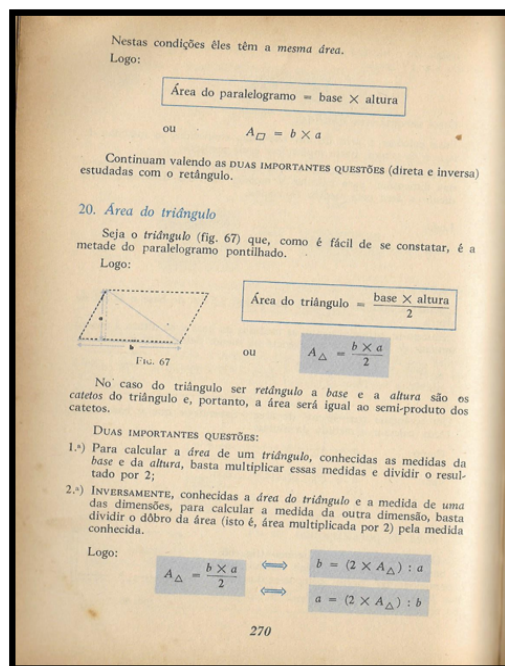 Nestas condições êles têm a mesma área.
Logo:
Área do paralelogramo = base × altura
ou A▱ = b × a
Continuam valendo as DUAS IMPORTANTES QUESTÕES (direta e inversa)
estudadas com o retângulo.
20. Área do triângulo
Seja o triângulo (fig. 67) que, como é fácil de se constatar, é a
metade do paralelogramo pontilhado.
Logo:
Área do triângulo = base × altura / 2
a
b
FIG. 67
ou A△ = b × a / 2
No caso do triângulo ser retângulo a base e a altura são os
catetos do triângulo e, portanto, a área será igual ao semi-produto dos
catetos.
DUAS IMPORTANTES QUESTÕES:
1.ª) Para calcular a área de um triângulo, conhecidas as medidas da
base e da altura, basta multiplicar essas medidas e dividir o resul-
tado por 2;
2.ª) INVERSAMENTE, conhecidas a área do triângulo e a medida de uma
das dimensões, para calcular a medida da outra dimensão, basta
dividir o dôbro da área (isto é, área multiplicada por 2) pela medida
conhecida.
Logo:
A△ = b × a / 2 ⟺ b = (2 × A△) : a
⟺ a = (2 × A△) : b
270